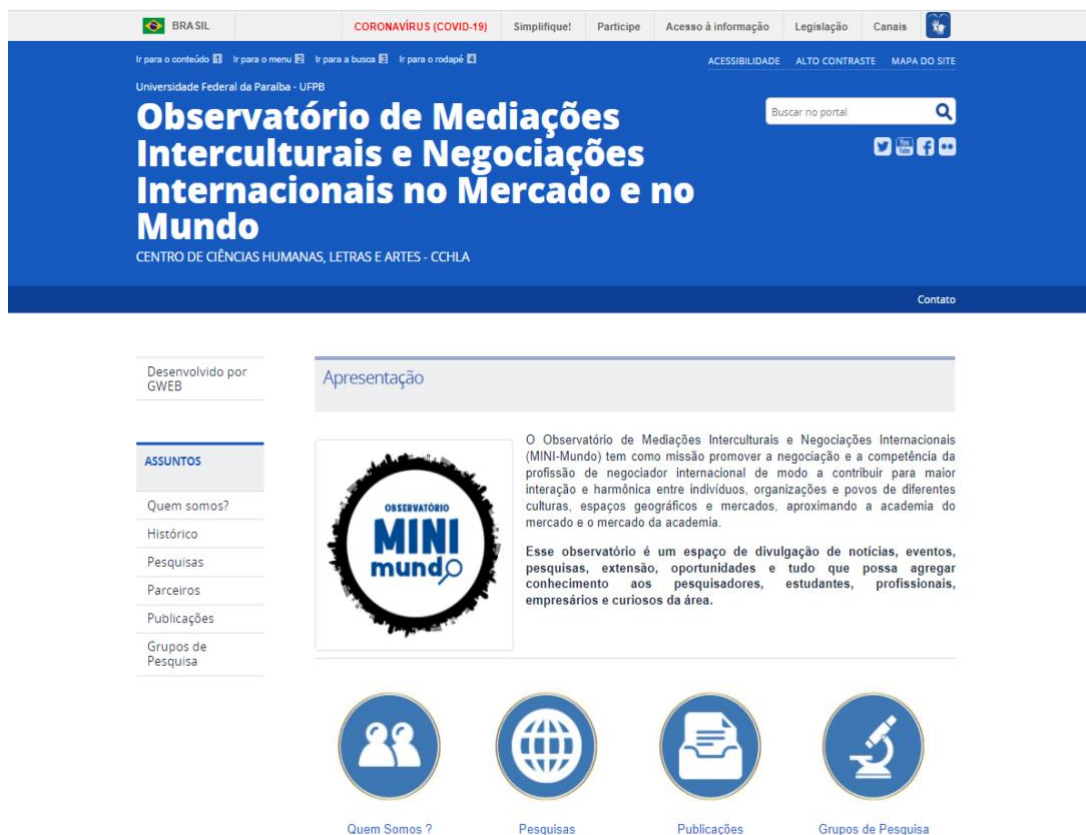 BRASIL
CORONAVÍRUS (COVID-19)
Simplifique!
Participe
Acesso à informação
Legislação
Canais
Ir para o conteúdo 1
Ir para o menu 2
Ir para a busca 3
Ir para o rodapé 4
ACESSIBILIDADE
ALTO CONTRASTE
MAPA DO SITE
Universidade Federal da Paraíba - UFPB
Observatório de Mediações
Interculturais e Negociações
Internacionais no Mercado e no
Mundo
CENTRO DE CIÊNCIAS HUMANAS, LETRAS E ARTES - CCHLA
Buscar no portal
You
Tube
Contato
Desenvolvido por
GWEB
ASSUNTOS
Quem somos?
Histórico
Pesquisas
Parceiros
Publicações
Grupos de
Pesquisa
Apresentação
OBSERVATÓRIO
MINI
mundo
O Observatório de Mediações Interculturais e Negociações Internacionais
(MINI-Mundo) tem como missão promover a negociação e a competência da
profissão de negociador internacional de modo a contribuir para maior
interação e harmônica entre indivíduos, organizações e povos de diferentes
culturas, espaços geográficos e mercados, aproximando a academia do
mercado e o mercado da academia.
Esse observatório é um espaço de divulgação de notícias, eventos,
pesquisas, extensão, oportunidades e tudo que possa agregar
conhecimento aos pesquisadores, estudantes, profissionais,
empresários e curiosos da área.
Quem Somos ?
Pesquisas
Publicações
Grupos de Pesquisa